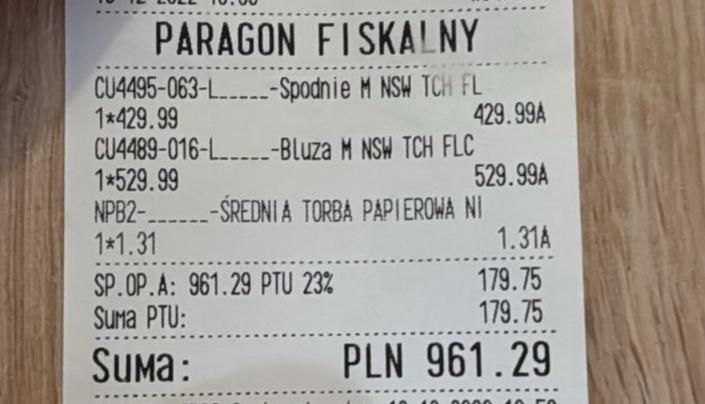 PARAGON FISKALNY
CU4495-063-L_____-Spodnie M NSW TCH FL
1*429.99 429.99A
CU4489-016-L_____-Bluza M NSW TCH FLC
1*529.99 529.99A
NPB2-______-ŚREDNIA TORBA PAPIEROWA NI
1*1.31 1.31A
SP.OP.A: 961.29 PTU 23% 179.75
Suma PTU: 179.75
Suma: PLN 961.29